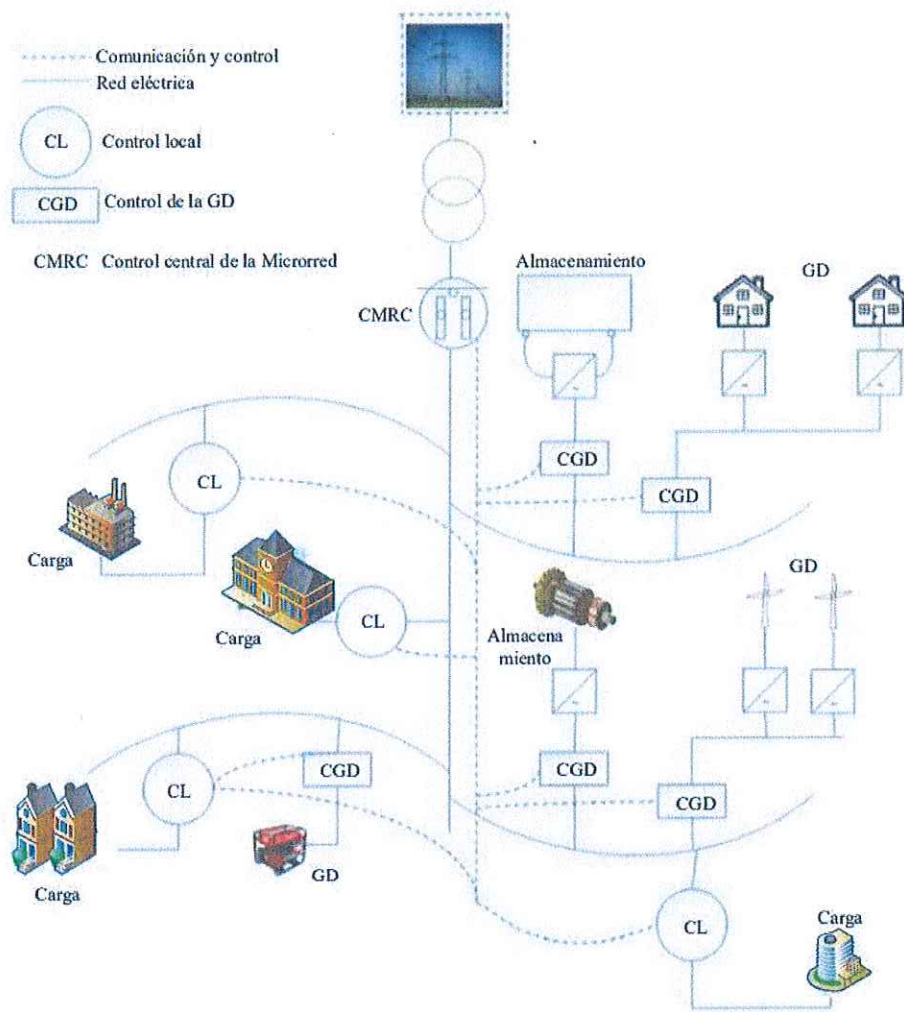 Comunicación y control
Red eléctrica
CL
Control local
CGD
Control de la GD
CMRC Control central de la Microrred
Almacenamiento
GD
CMRC
CGD
CL
CGD
Carga
GD
Carga
CL
Almacena
miento
CGD
CL
CGD
CGD
GD
Carga
CL
Carga